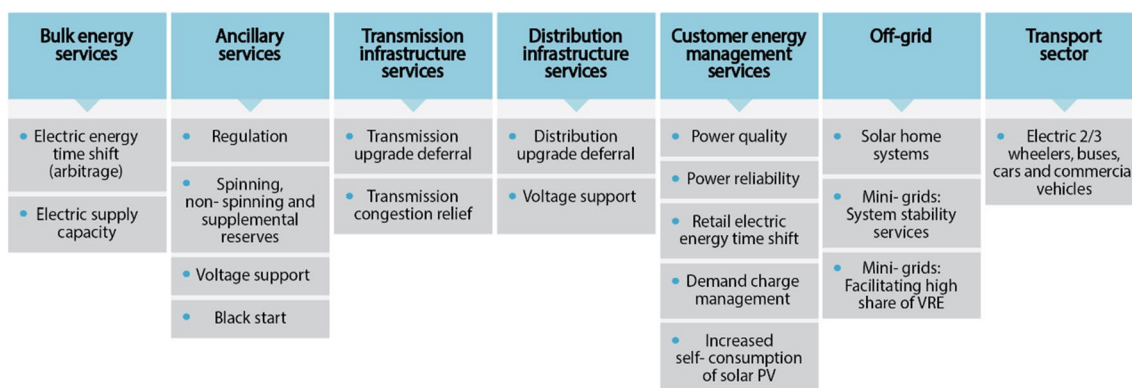 Bulk energy
services
Ancillary
services
Transmission
infrastructure
services
Distribution
infrastructure
services
Customer energy
management
services
Off-grid
Transport
sector
• Electric energy
time shift
(arbitrage)
• Electric supply
capacity
• Regulation
• Spinning,
non- spinning and
supplemental
reserves
• Voltage support
• Black start
• Transmission
upgrade deferral
• Transmission
congestion relief
• Distribution
upgrade deferral
• Voltage support
• Power quality
• Power reliability
• Retail electric
energy time shift
• Demand charge
management
• Increased
self- consumption
of solar PV
• Solar home
systems
• Mini- grids:
System stability
services
• Mini- grids:
Facilitating high
share of VRE
• Electric 2/3
wheelers, buses,
cars and commercia
vehicles